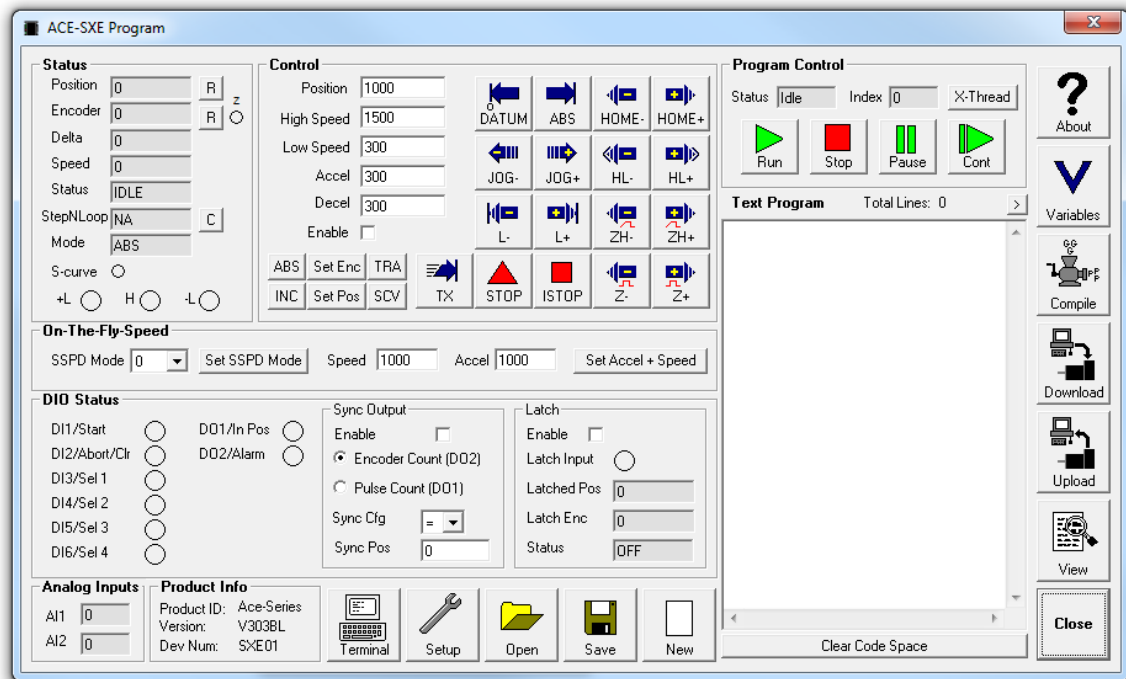 ACE-SXE Program
Status
Position 0 R
Encoder 0 R Z
Delta 0
Speed 0
Status IDLE
StepNLoop NA C
Mode ABS
S-curve
+L H -L
Control
Position 1000
High Speed 1500
Low Speed 300
Accel 300
Decel 300
Enable
ABS Set Enc TRA
INC Set Pos SCV
0
DATUM ABS HOME- HOME+
JOG- JOG+ HL- HL+
L- L+ ZH- ZH+
TX STOP ISTOP Z- Z+
Program Control
Status Idle Index 0 X-Thread
Run Stop Pause Cont
Text Program Total Lines: 0 >
Clear Code Space
On-The-Fly-Speed
SSPD Mode 0 Set SSPD Mode Speed 1000 Accel 1000 Set Accel + Speed
DIO Status
DI1/Start DO1/In Pos
DI2/Abort/Clr DO2/Alarm
DI3/Sel 1
DI4/Sel 2
DI5/Sel 3
DI6/Sel 4
Sync Output
Enable
Encoder Count (DO2)
Pulse Count (DO1)
Sync Cfg =
Sync Pos 0
Latch
Enable
Latch Input
Latched Pos 0
Latch Enc 0
Status OFF
Analog Inputs
AI1 0
AI2 0
Product Info
Product ID: Ace-Series
Version: V303BL
Dev Num: SXE01
Terminal Setup Open Save New
?
About
V
Variables
Compile
Download
Upload
View
Close